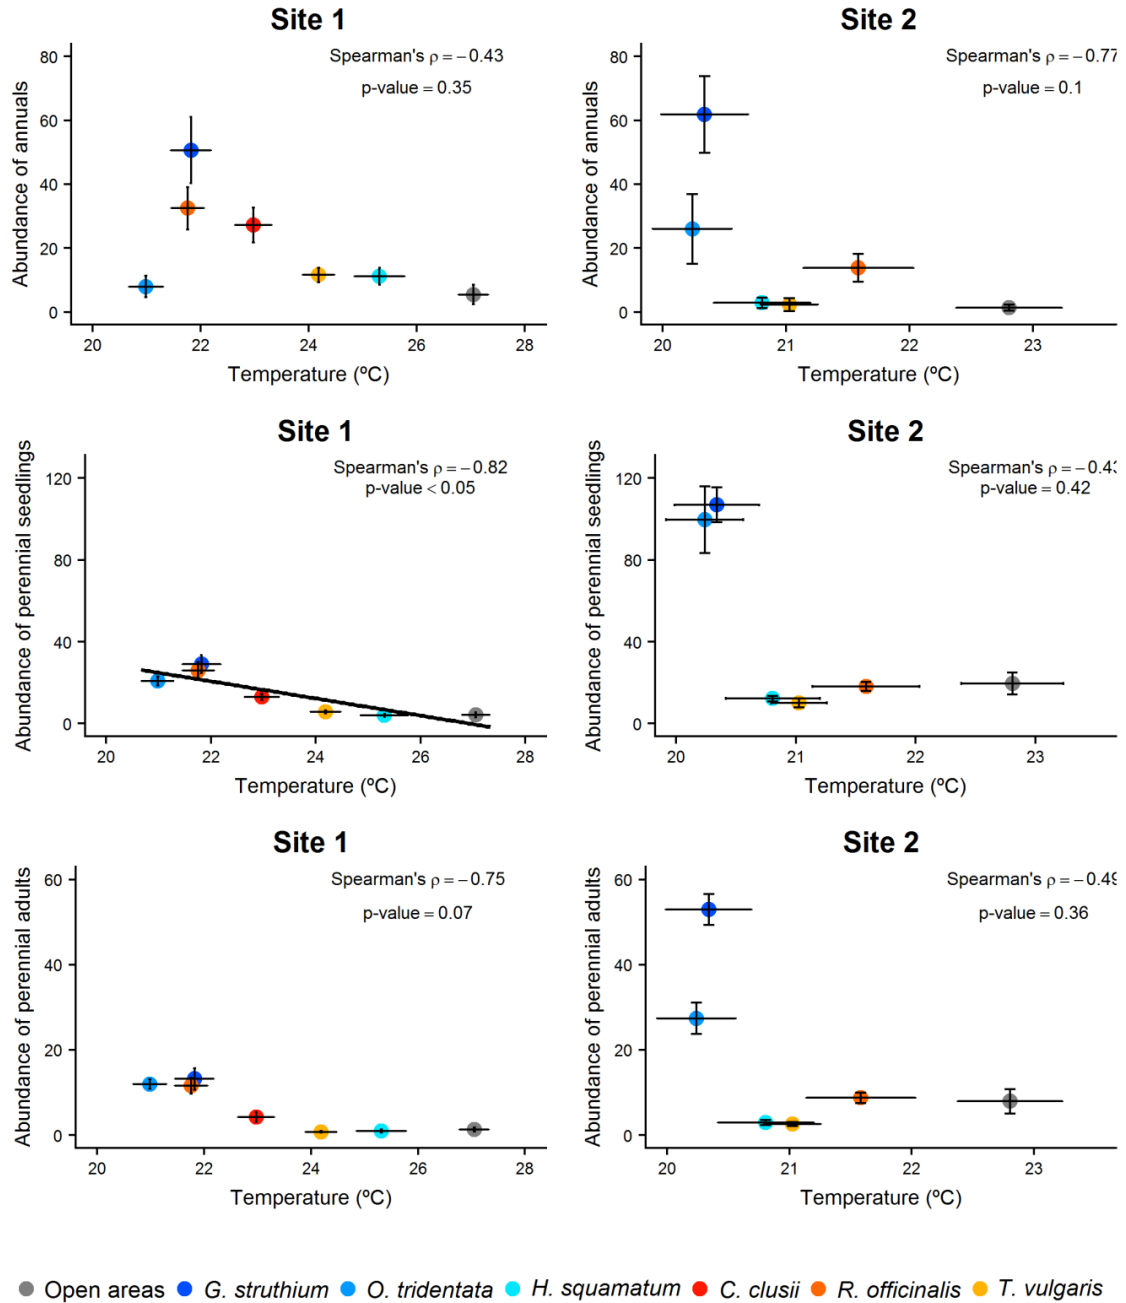 Site 1
Spearman's ρ = −0.43
p-value = 0.35
Abundance of annuals
80
60
40
20
0
20 22 24 26 28
Temperature (ºC)
Site 2
Spearman's ρ = −0.77
p-value = 0.1
Abundance of annuals
80
60
40
20
0
20 21 22 23
Temperature (ºC)
Site 1
Spearman's ρ = −0.82
p-value < 0.05
Abundance of perennial seedlings
120
80
40
0
20 22 24 26 28
Temperature (ºC)
Site 2
Spearman's ρ = −0.43
p-value = 0.42
Abundance of perennial seedlings
120
80
40
0
20 21 22 23
Temperature (ºC)
Site 1
Spearman's ρ = −0.75
p-value = 0.07
Abundance of perennial adults
60
40
20
0
20 22 24 26 28
Temperature (ºC)
Site 2
Spearman's ρ = −0.49
p-value = 0.36
Abundance of perennial adults
60
40
20
0
20 21 22 23
Temperature (ºC)
Open areas G. struthium O. tridentata H. squamatum C. clusii R. officinalis T. vulgaris